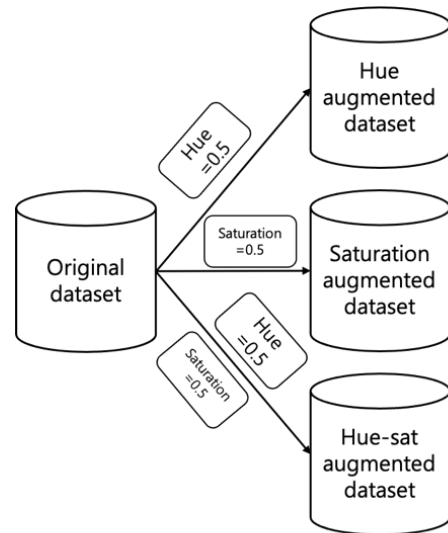 Hue
augmented
dataset
Hue
=0.5
Saturation
=0.5
Original
dataset
Saturation
augmented
dataset
Hue
=0.5
Saturation
=0.5
Hue-sat
augmented
dataset